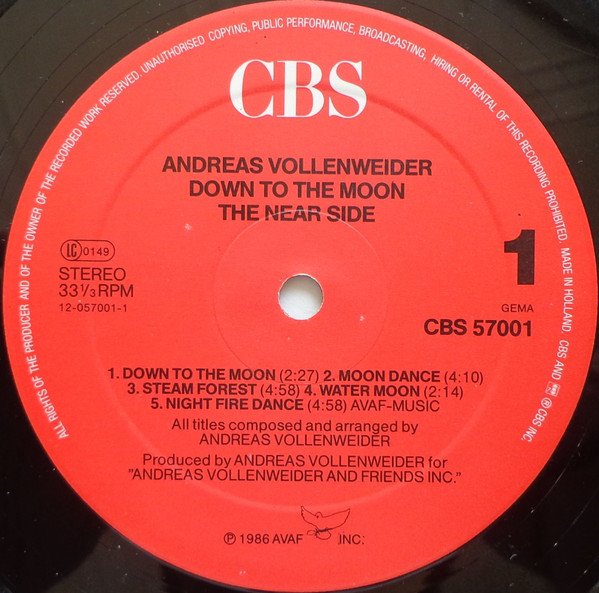 ALL RIGHTS OF THE PRODUCER AND OF THE OWNER OF THE RECORDED WORK RESERVED. UNAUTHORISED COPYING, PUBLIC PERFORMANCE, BROADCASTING, HIRING OR RENTAL OF THIS RECORDING PROHIBITED. MADE IN HOLLAND. CBS AND CBS ℗ CBS INC.
CBS
ANDREAS VOLLENWEIDER
DOWN TO THE MOON
THE NEAR SIDE
LC 0149
STEREO
33⅓ RPM
12-057001-1
1
GEMA
CBS 57001
1. DOWN TO THE MOON (2:27) 2. MOON DANCE (4:10)
3. STEAM FOREST (4:58) 4. WATER MOON (2:14)
5. NIGHT FIRE DANCE (4:58) AVAF-MUSIC
All titles composed and arranged by
ANDREAS VOLLENWEIDER
Produced by ANDREAS VOLLENWEIDER for
"ANDREAS VOLLENWEIDER AND FRIENDS INC."
℗ 1986 AVAF INC.